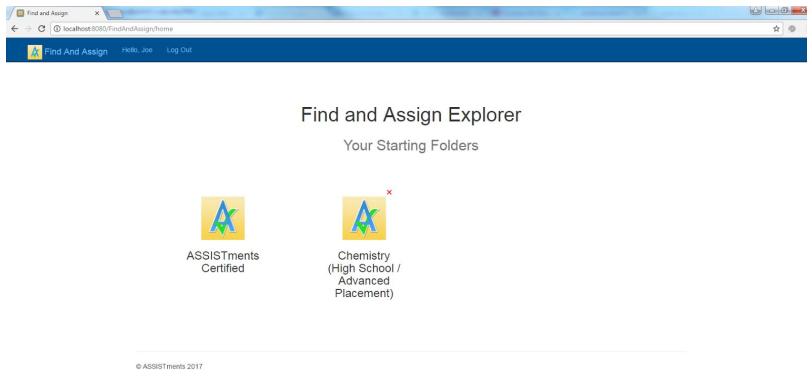 Find and Assign
localhost:8080/FindAndAssign/home
Find And Assign Hello, Joe Log Out
Find and Assign Explorer
Your Starting Folders
ASSISTments
Certified
Chemistry
(High School /
Advanced
Placement)
© ASSISTments 2017